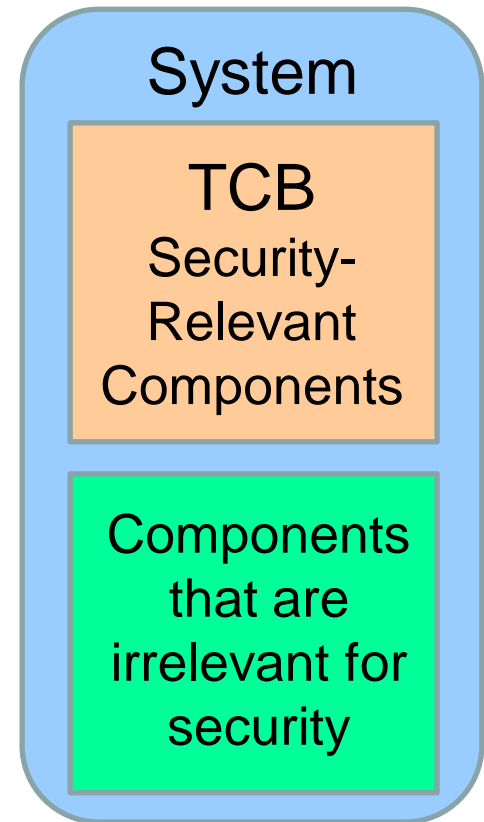 System
TCB
Security-
Relevant
Components
Components
that are
irrelevant for
security